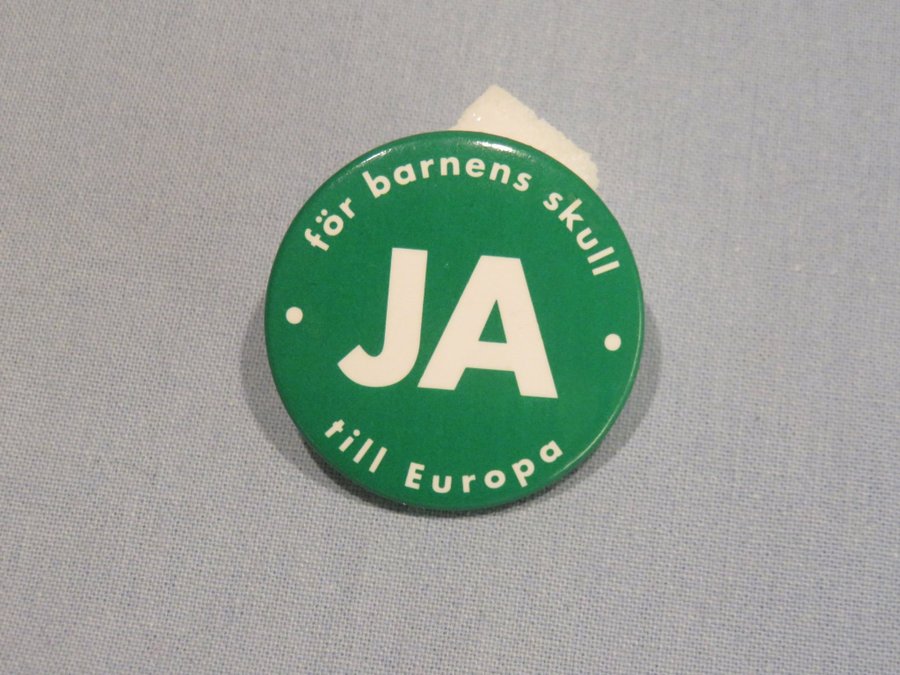 för barnens skull
JA
till Europa